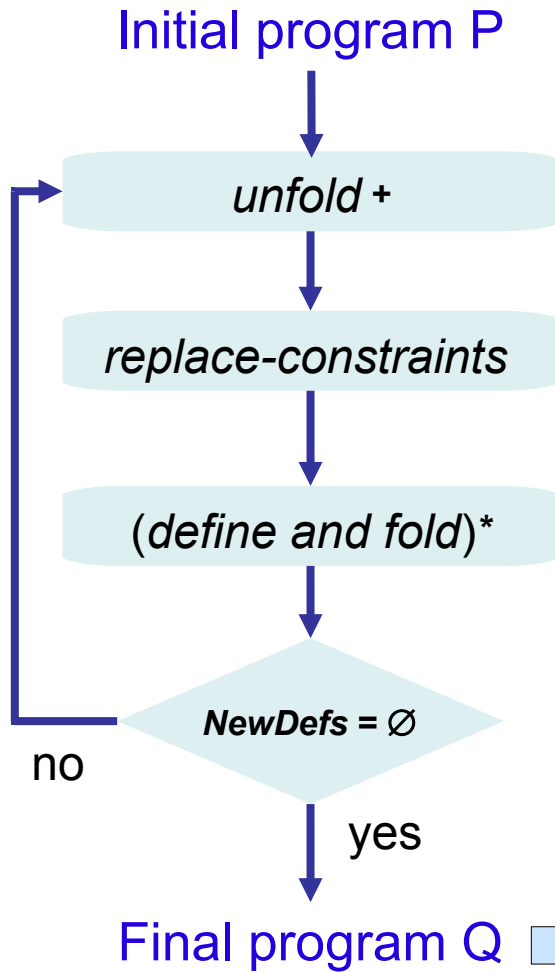 Initial program P
unfold +
replace-constraints
(define and fold)*
NewDefs = ∅
no
yes
Final program Q